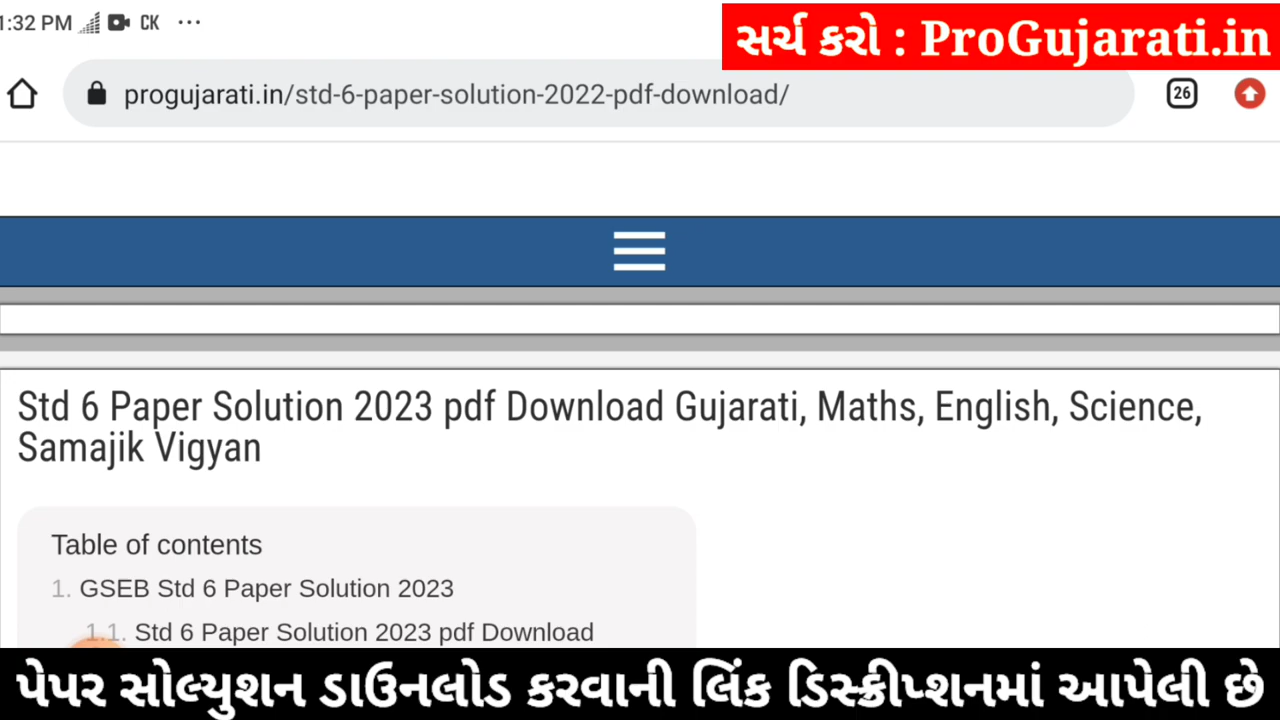 1:32 PM CK ...
સર્ચ કરો : ProGujarati.in
progujarati.in/std-6-paper-solution-2022-pdf-download/
26
Std 6 Paper Solution 2023 pdf Download Gujarati, Maths, English, Science,
Samajik Vigyan
Table of contents
1. GSEB Std 6 Paper Solution 2023
1.1. Std 6 Paper Solution 2023 pdf Download
પેપર સોલ્યુશન ડાઉનલોડ કરવાની લિંક ડિસ્ક્રીપ્શનમાં આપેલી છે